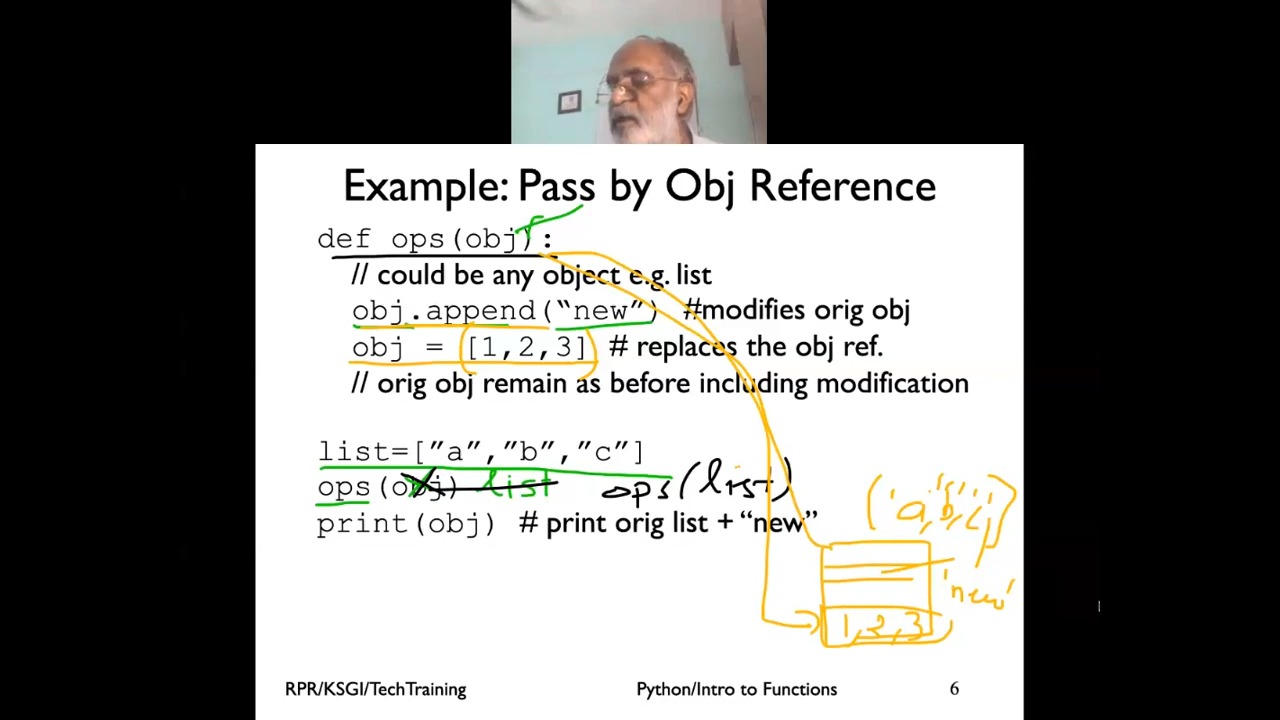 Example: Pass by Obj Reference
def ops(obj):
// could be any object e.g. list
obj.append(“new”) #modifies orig obj
obj = [1,2,3] # replaces the obj ref.
// orig obj remain as before including modification
list=[”a”,”b”,”c”]
ops(obj) list ops(list)
print(obj) # print orig list + “new”
('a,'b,'c,')
'new'
1,2,3
RPR/KSGI/TechTraining Python/Intro to Functions 6